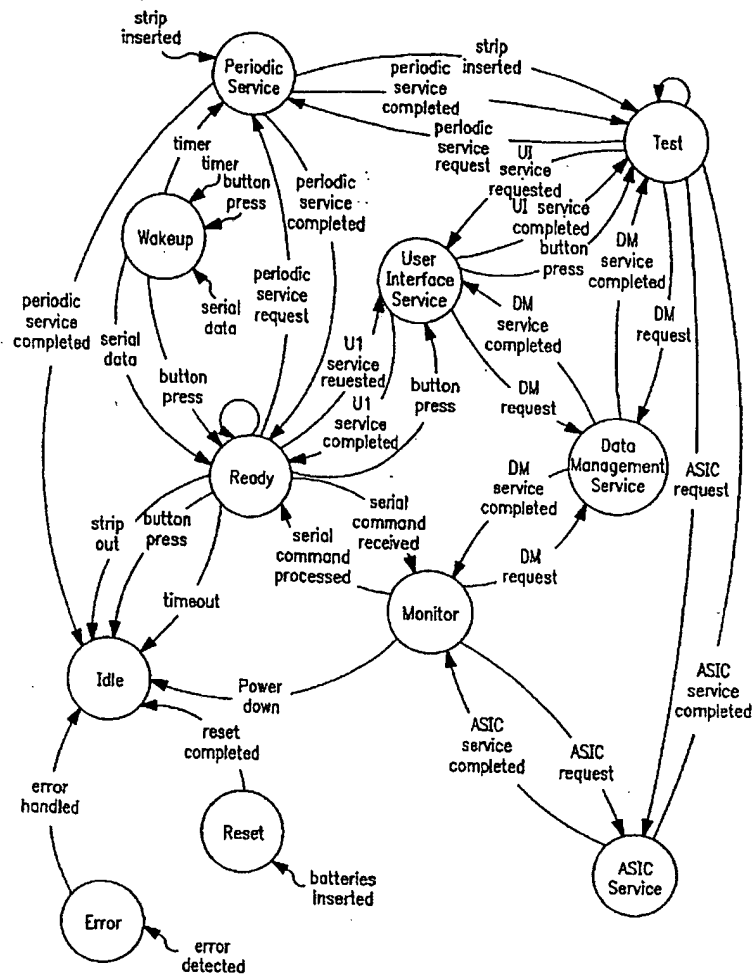 strip
inserted
Periodic
Service
strip
inserted
periodic
service
completed
periodic
service
request
Test
timer
timer
button
press
Wakeup
serial
data
periodic
service
completed
periodic
service
request
UI
service
requested
UI service
completed
button
press
DM
service
completed
DM
request
User
Interface
Service
periodic
service
completed
serial
data
button
press
U1
service
reuested
U1
service
completed
button
press
DM
service
completed
DM
request
Data
Management
Service
ASIC
request
Ready
strip
out
button
press
timeout
serial
command
processed
serial
command
received
DM
service
completed
DM
request
Monitor
Idle
Power
down
reset
completed
ASIC
service
completed
ASIC
request
ASIC
service
completed
error
handled
Reset
batteries
inserted
ASIC
Service
Error
error
detected